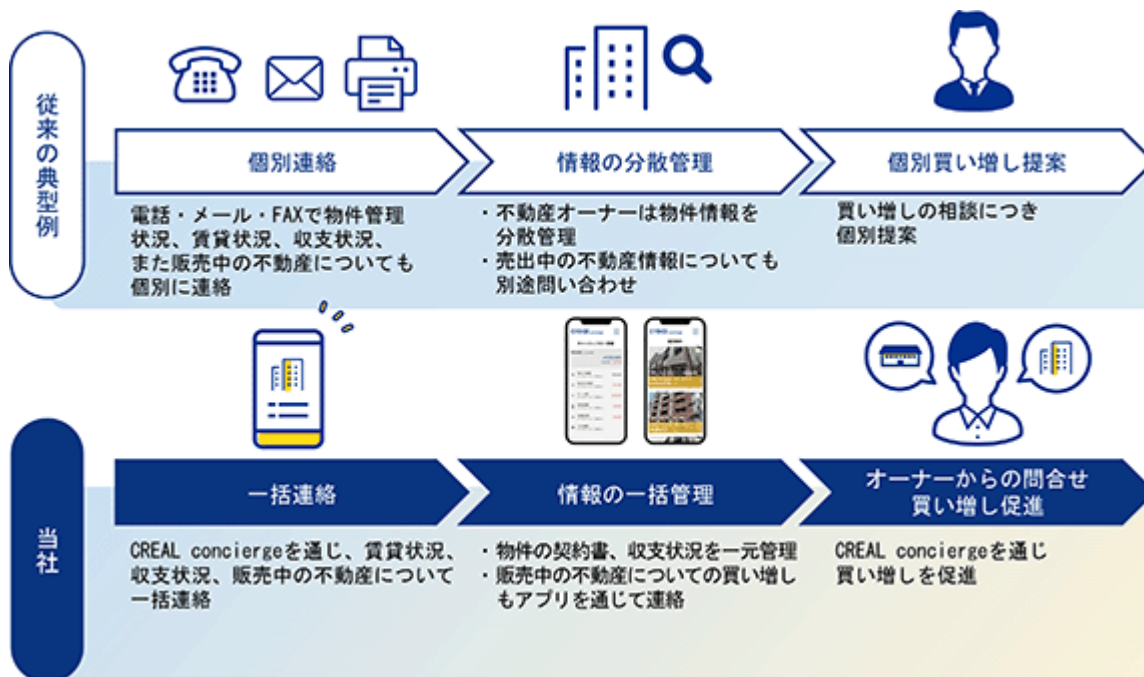 従来の典型例
個別連絡
電話・メール・FAXで物件管理
状況、賃貸状況、収支状況、
また販売中の不動産についても
個別に連絡
情報の分散管理
・不動産オーナーは物件情報を
分散管理
・売出中の不動産情報についても
別途問い合わせ
個別買い増し提案
買い増しの相談につき
個別提案
当社
一括連絡
CREAL conciergeを通じ、賃貸状況、
収支状況、販売中の不動産について
一括連絡
情報の一括管理
・物件の契約書、収支状況を一元管理
・販売中の不動産についての買い増し
もアプリを通じて連絡
オーナーからの問合せ
買い増し促進
CREAL conciergeを通じ
買い増しを促進